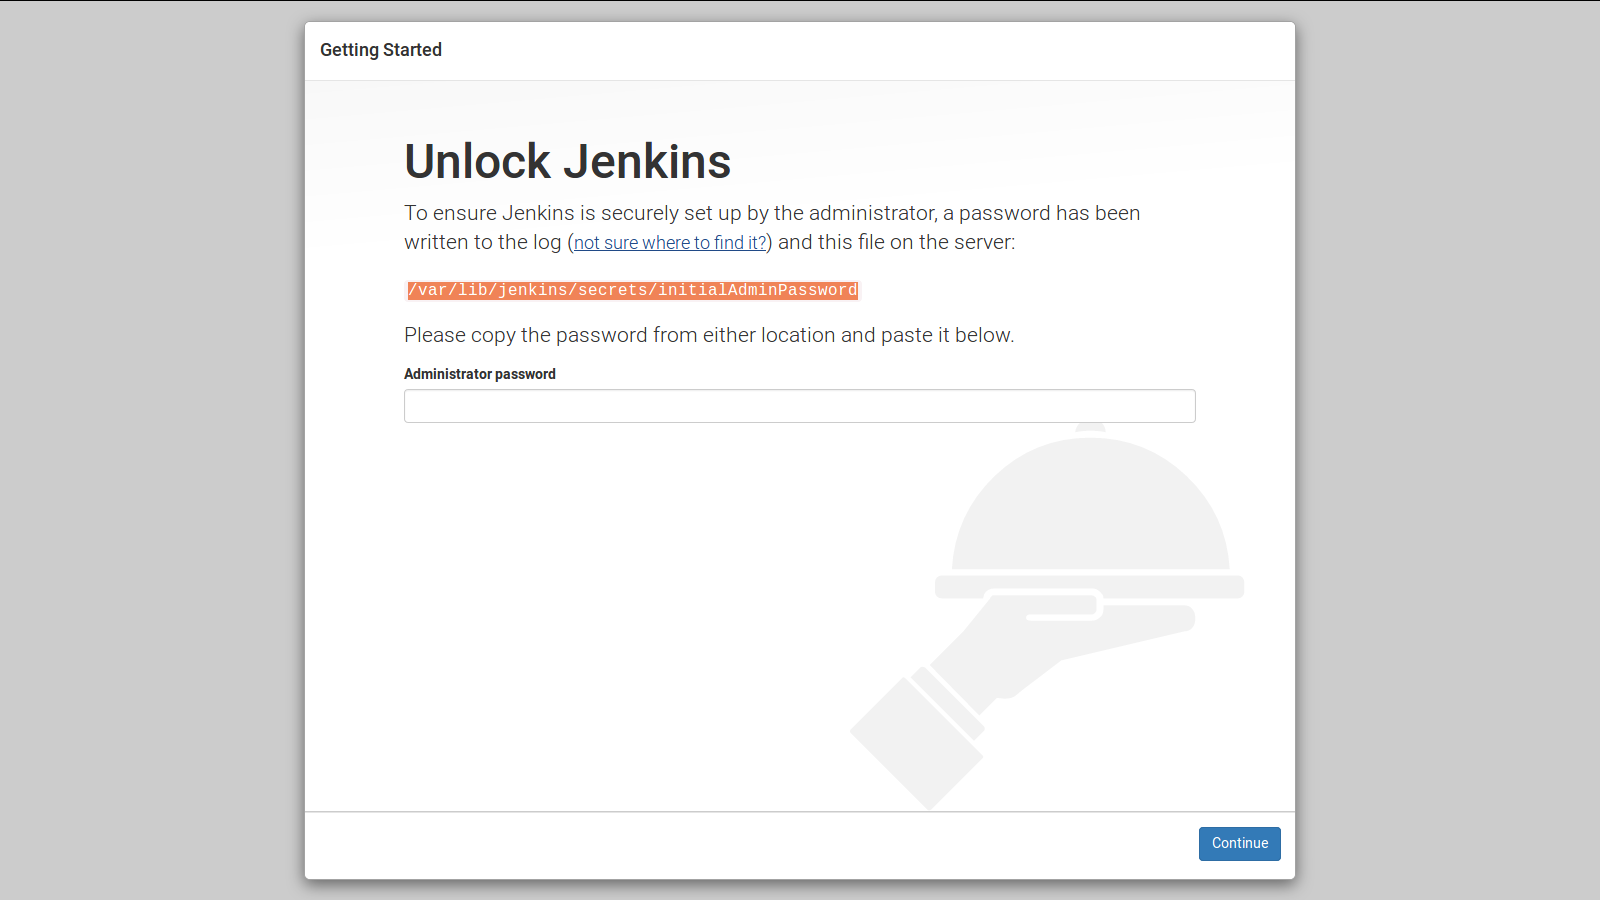 Getting Started
Unlock Jenkins
To ensure Jenkins is securely set up by the administrator, a password has been
written to the log (not sure where to find it?) and this file on the server:
/var/lib/jenkins/secrets/initialAdminPassword
Please copy the password from either location and paste it below.
Administrator password
Continue